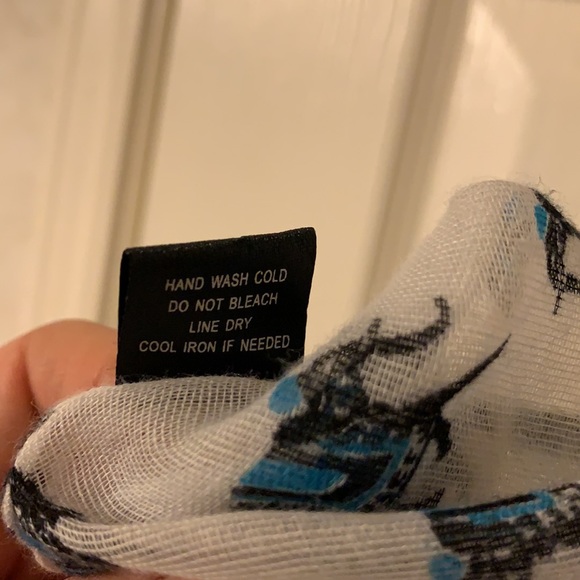 HAND WASH COLD
DO NOT BLEACH
LINE DRY
COOL IRON IF NEEDED